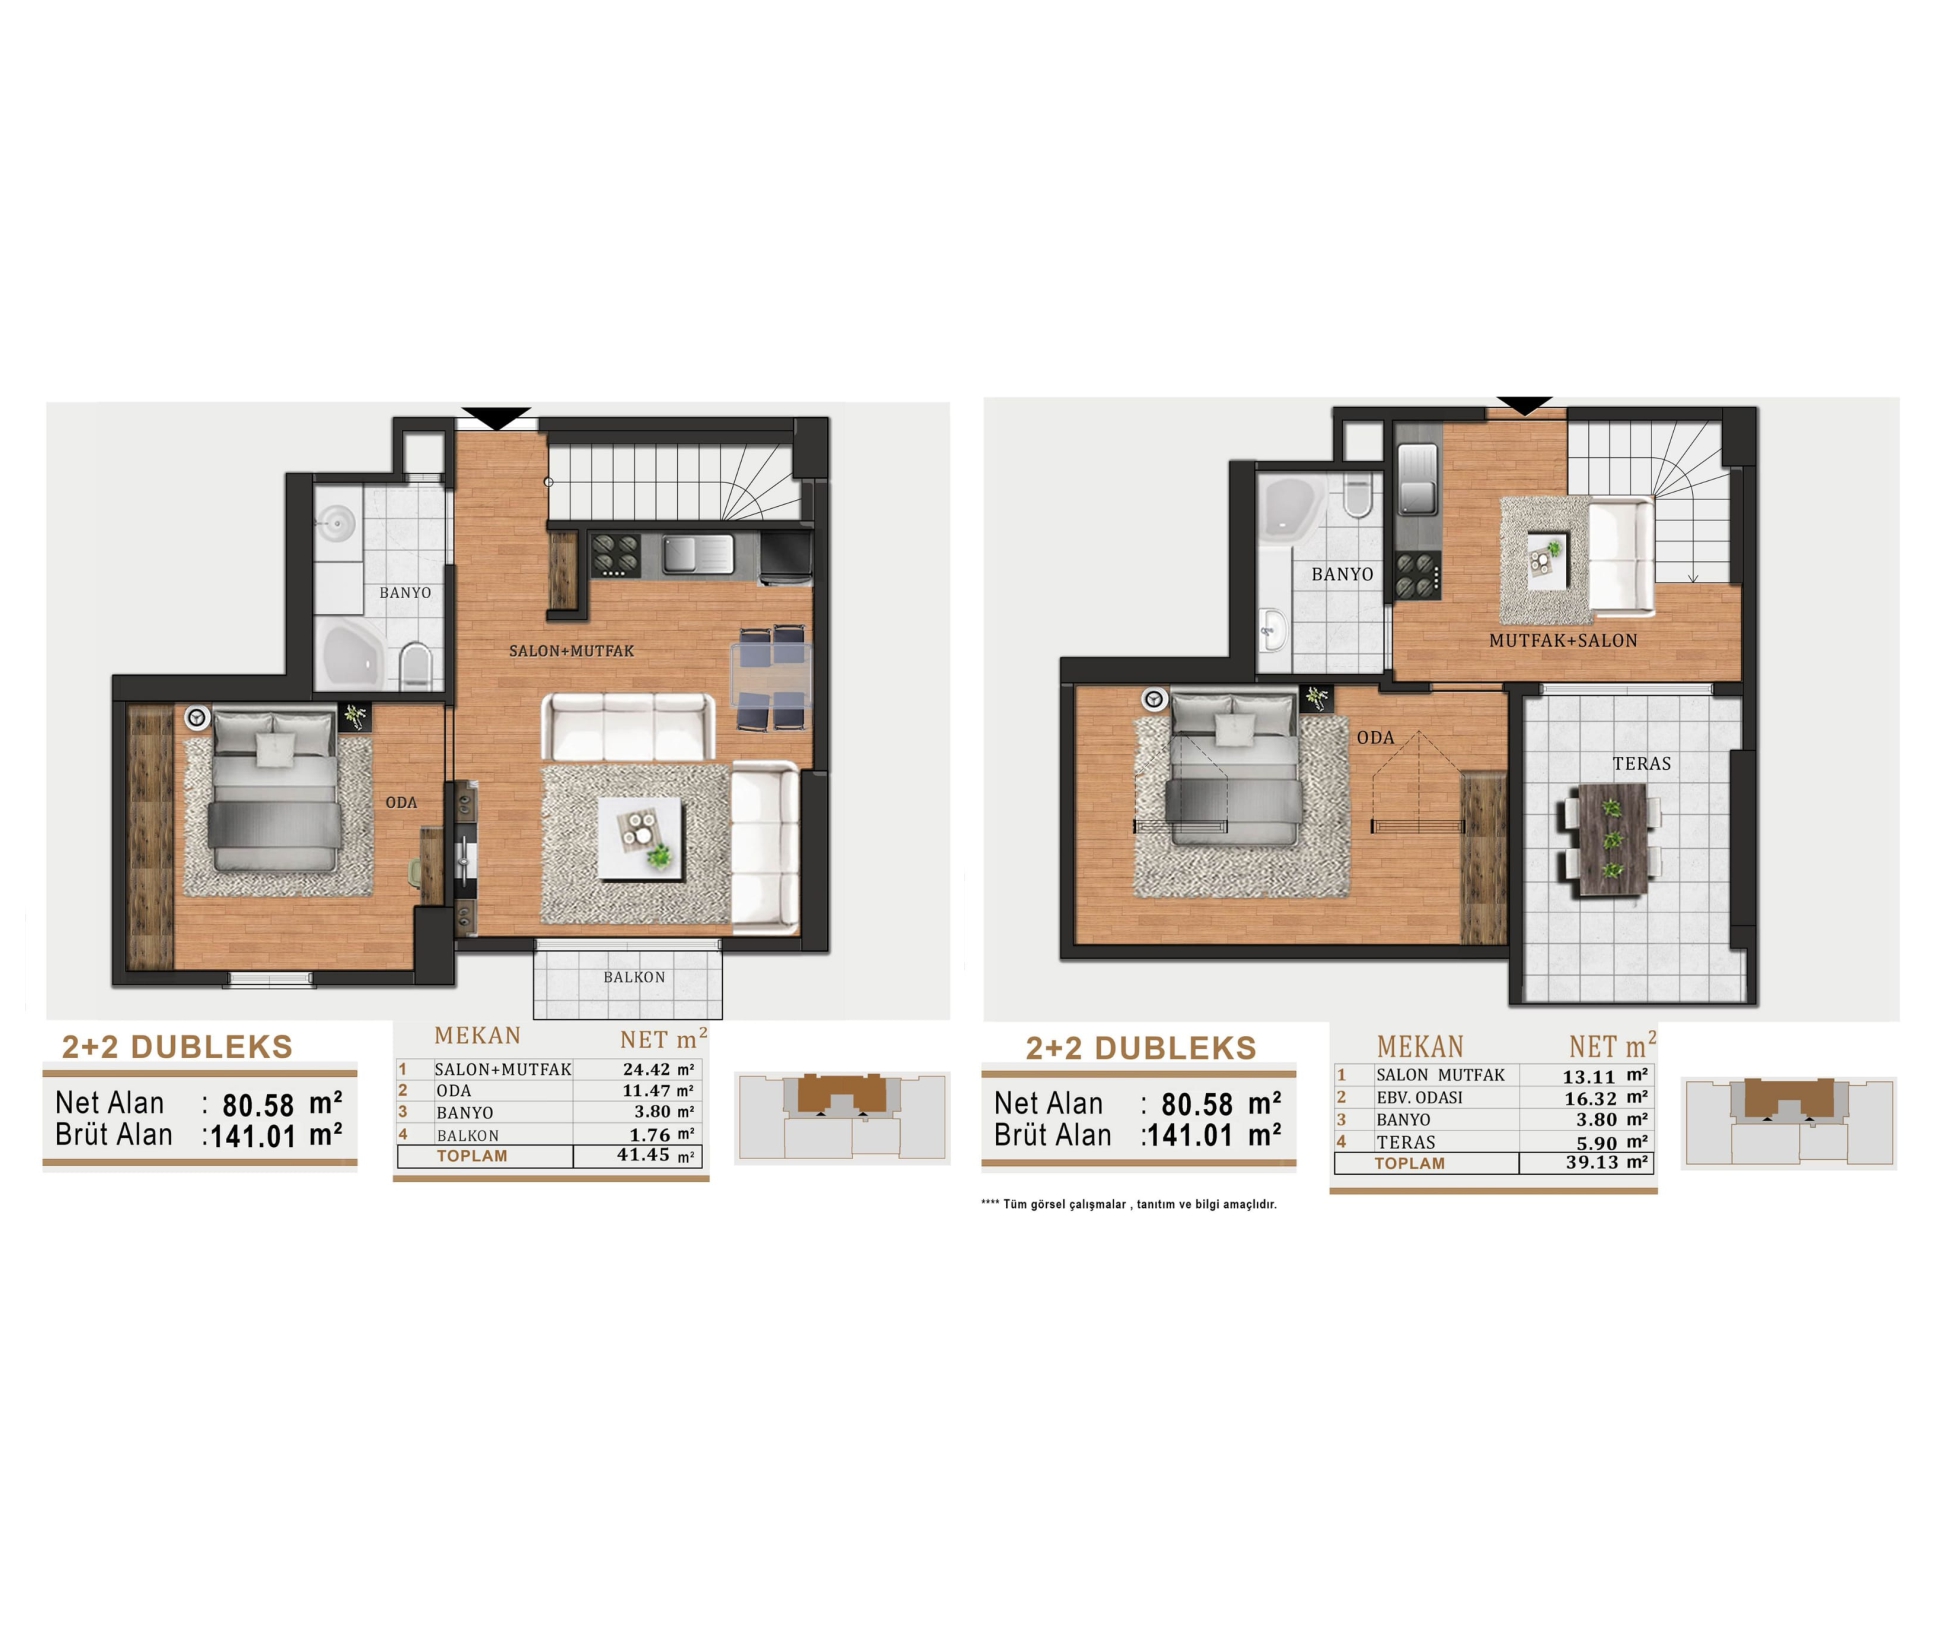 BANYO
SALON+MUTFAK
ODA
BALKON
2+2 DUBLEKS
Net Alan : 80.58 m²
Brüt Alan :141.01 m²
MEKAN NET m²
1 SALON+MUTFAK 24.42 m²
2 ODA 11.47 m²
3 BANYO 3.80 m²
4 BALKON 1.76 m²
TOPLAM 41.45 m²
BANYO
MUTFAK+SALON
ODA
TERAS
2+2 DUBLEKS
Net Alan : 80.58 m²
Brüt Alan :141.01 m²
**** Tüm görsel çalışmalar , tanıtım ve bilgi amaçlıdır.
MEKAN NET m²
1 SALON MUTFAK 13.11 m²
2 EBV. ODASI 16.32 m²
3 BANYO 3.80 m²
4 TERAS 5.90 m²
TOPLAM 39.13 m²